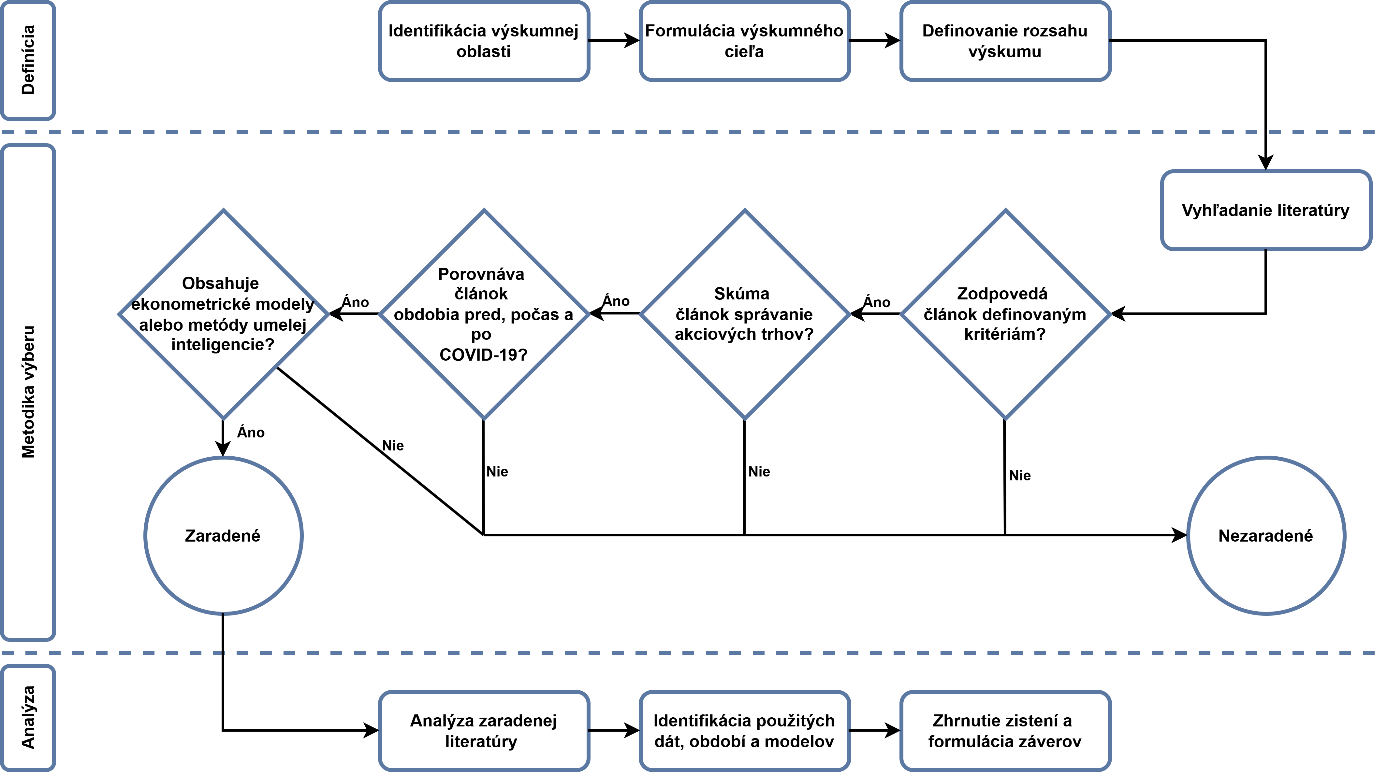 Definícia
Identifikácia výskumnej
oblasti
Formulácia výskumného
cieľa
Definovanie rozsahu
výskumu
Metodika výberu
Vyhľadanie literatúry
Zodpovedá
článok definovaným
kritériám?
Áno
Skúma
článok správanie
akciových trhov?
Áno
Porovnáva
článok
obdobia pred, počas a
po
COVID-19?
Áno
Obsahuje
ekonometrické modely
alebo metódy umelej
inteligencie?
Áno
Nie
Nie
Nie
Nie
Zaradené
Nezaradené
Analýza
Analýza zaradenej
literatúry
Identifikácia použitých
dát, období a modelov
Zhrnutie zistení a
formulácia záverov